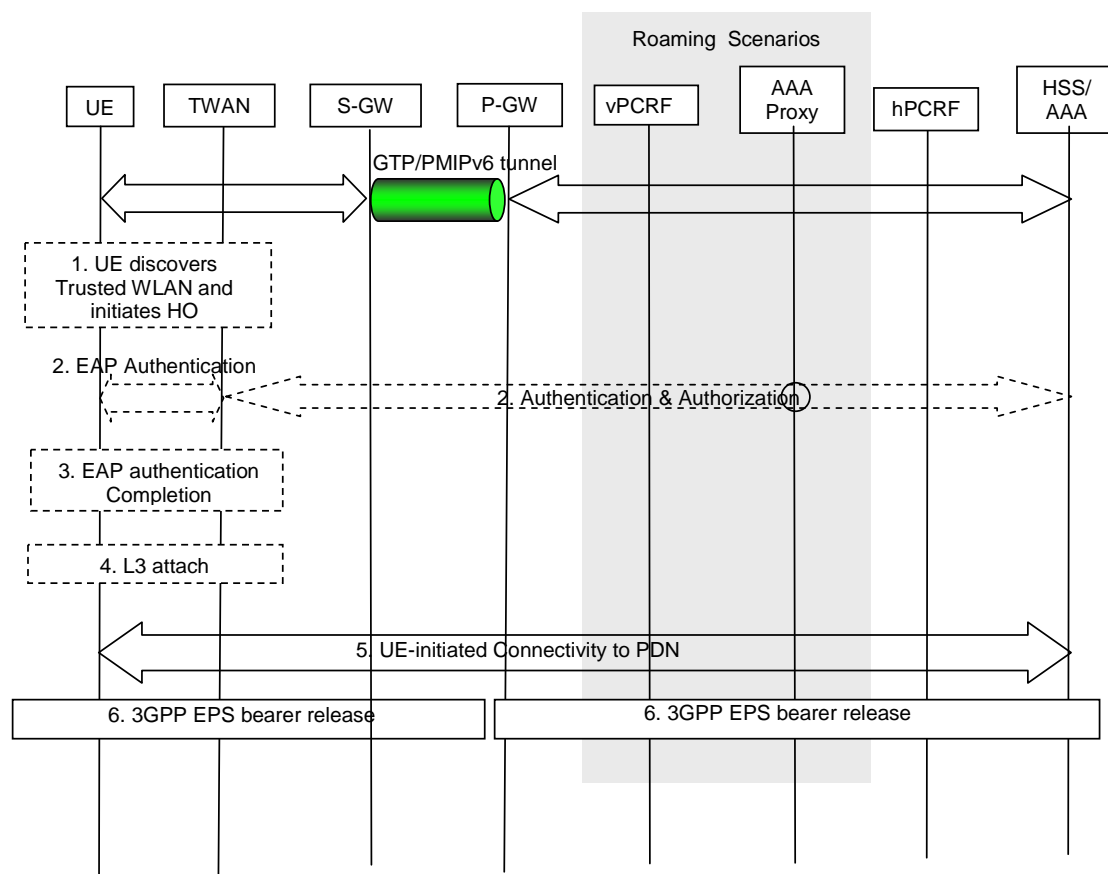 Roaming Scenarios
UE
TWAN
S-GW
P-GW
vPCRF
AAA
Proxy
hPCRF
HSS/
AAA
GTP/PMIPv6 tunnel
1. UE discovers
Trusted WLAN and
initiates HO
2. EAP Authentication
2. Authentication & Authorization
3. EAP authentication
Completion
4. L3 attach
5. UE-initiated Connectivity to PDN
6. 3GPP EPS bearer release
6. 3GPP EPS bearer release